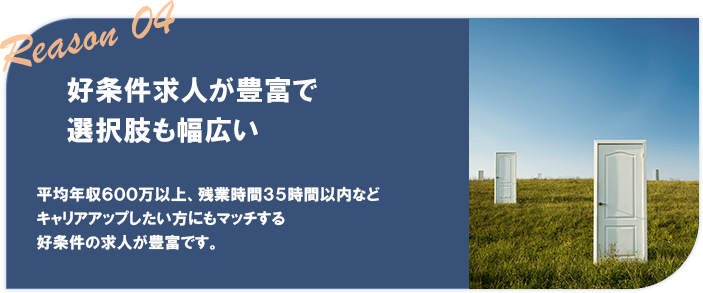 Reason 04
好条件求人が豊富で
選択肢も幅広い
平均年収600万以上、残業時間35時間以内など
キャリアアップしたい方にもマッチする
好条件の求人が豊富です。